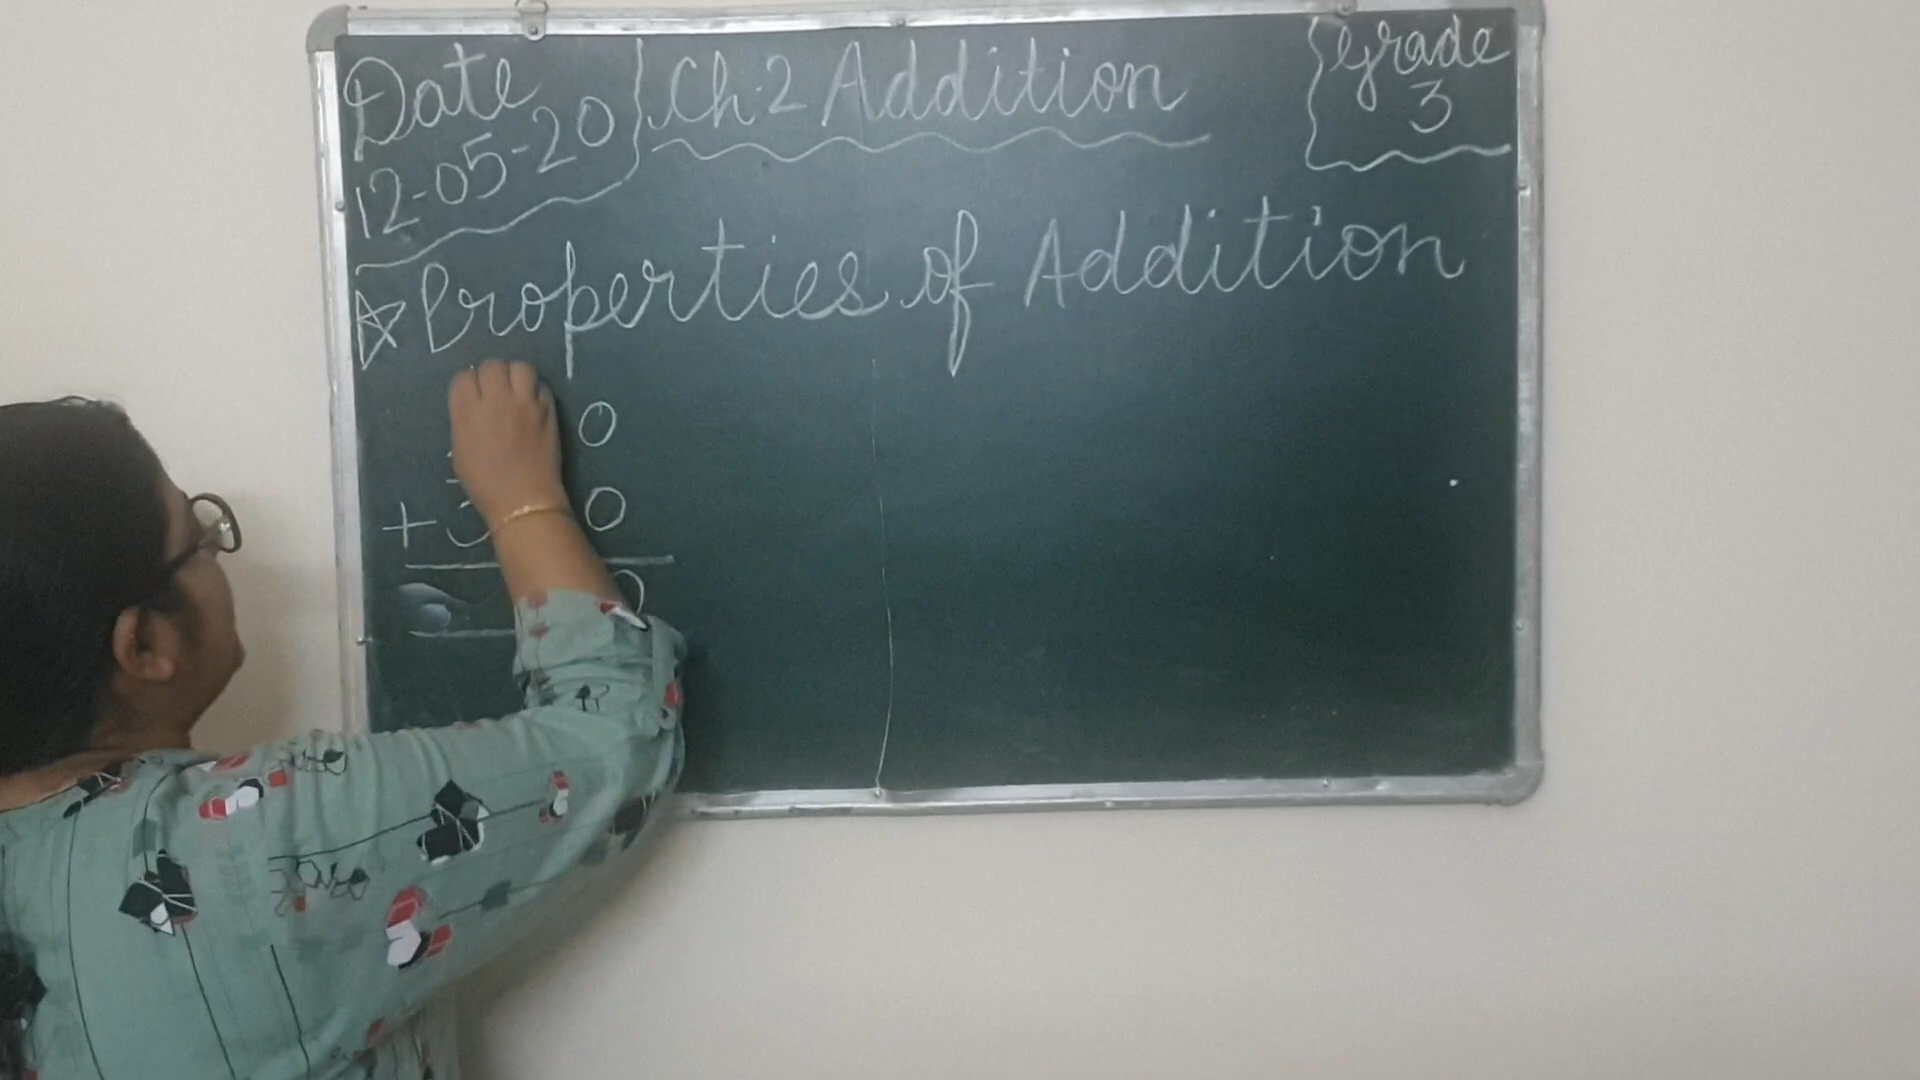 Date
12-05-20
Ch.2 Addition
Grade
3
Properties of Addition
0
+ 0